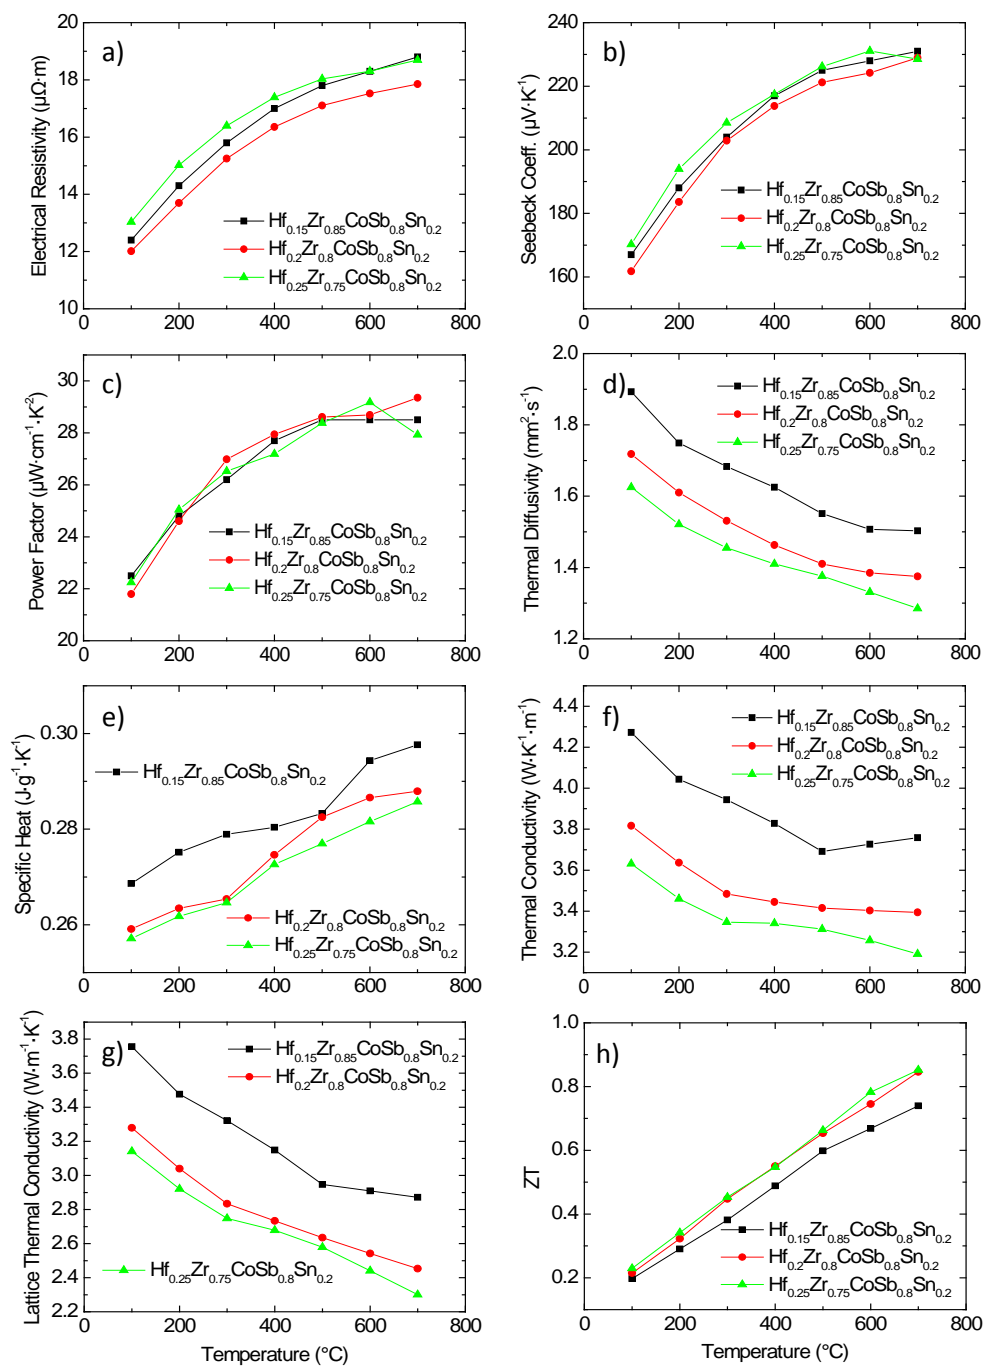 a)
Electrical Resistivity (μΩ·m)
20
18
16
14
12
10
Hf0.15Zr0.85CoSb0.8Sn0.2
Hf0.2Zr0.8CoSb0.8Sn0.2
Hf0.25Zr0.75CoSb0.8Sn0.2
0 200 400 600 800
b)
Seebeck Coeff. (μV·K-1)
240
220
200
180
160
Hf0.15Zr0.85CoSb0.8Sn0.2
Hf0.2Zr0.8CoSb0.8Sn0.2
Hf0.25Zr0.75CoSb0.8Sn0.2
0 200 400 600 800
c)
Power Factor (μW·cm-1·K-2)
30
28
26
24
22
20
Hf0.15Zr0.85CoSb0.8Sn0.2
Hf0.2Zr0.8CoSb0.8Sn0.2
Hf0.25Zr0.75CoSb0.8Sn0.2
0 200 400 600 800
d)
Thermal Diffusivity (mm2·s-1)
2.0
1.8
1.6
1.4
1.2
Hf0.15Zr0.85CoSb0.8Sn0.2
Hf0.2Zr0.8CoSb0.8Sn0.2
Hf0.25Zr0.75CoSb0.8Sn0.2
0 200 400 600 800
e)
Specific Heat (J·g-1·K-1)
0.30
0.28
0.26
Hf0.15Zr0.85CoSb0.8Sn0.2
Hf0.2Zr0.8CoSb0.8Sn0.2
Hf0.25Zr0.75CoSb0.8Sn0.2
0 200 400 600 800
f)
Thermal Conductivity (W·K-1·m-1)
4.4
4.2
4.0
3.8
3.6
3.4
3.2
Hf0.15Zr0.85CoSb0.8Sn0.2
Hf0.2Zr0.8CoSb0.8Sn0.2
Hf0.25Zr0.75CoSb0.8Sn0.2
0 200 400 600 800
g)
Lattice Thermal Conductivity (W·m-1·K-1)
3.8
3.6
3.4
3.2
3.0
2.8
2.6
2.4
2.2
Hf0.15Zr0.85CoSb0.8Sn0.2
Hf0.2Zr0.8CoSb0.8Sn0.2
Hf0.25Zr0.75CoSb0.8Sn0.2
0 200 400 600 800
Temperature (°C)
h)
ZT
1.0
0.8
0.6
0.4
0.2
Hf0.15Zr0.85CoSb0.8Sn0.2
Hf0.2Zr0.8CoSb0.8Sn0.2
Hf0.25Zr0.75CoSb0.8Sn0.2
0 200 400 600 800
Temperature (°C)